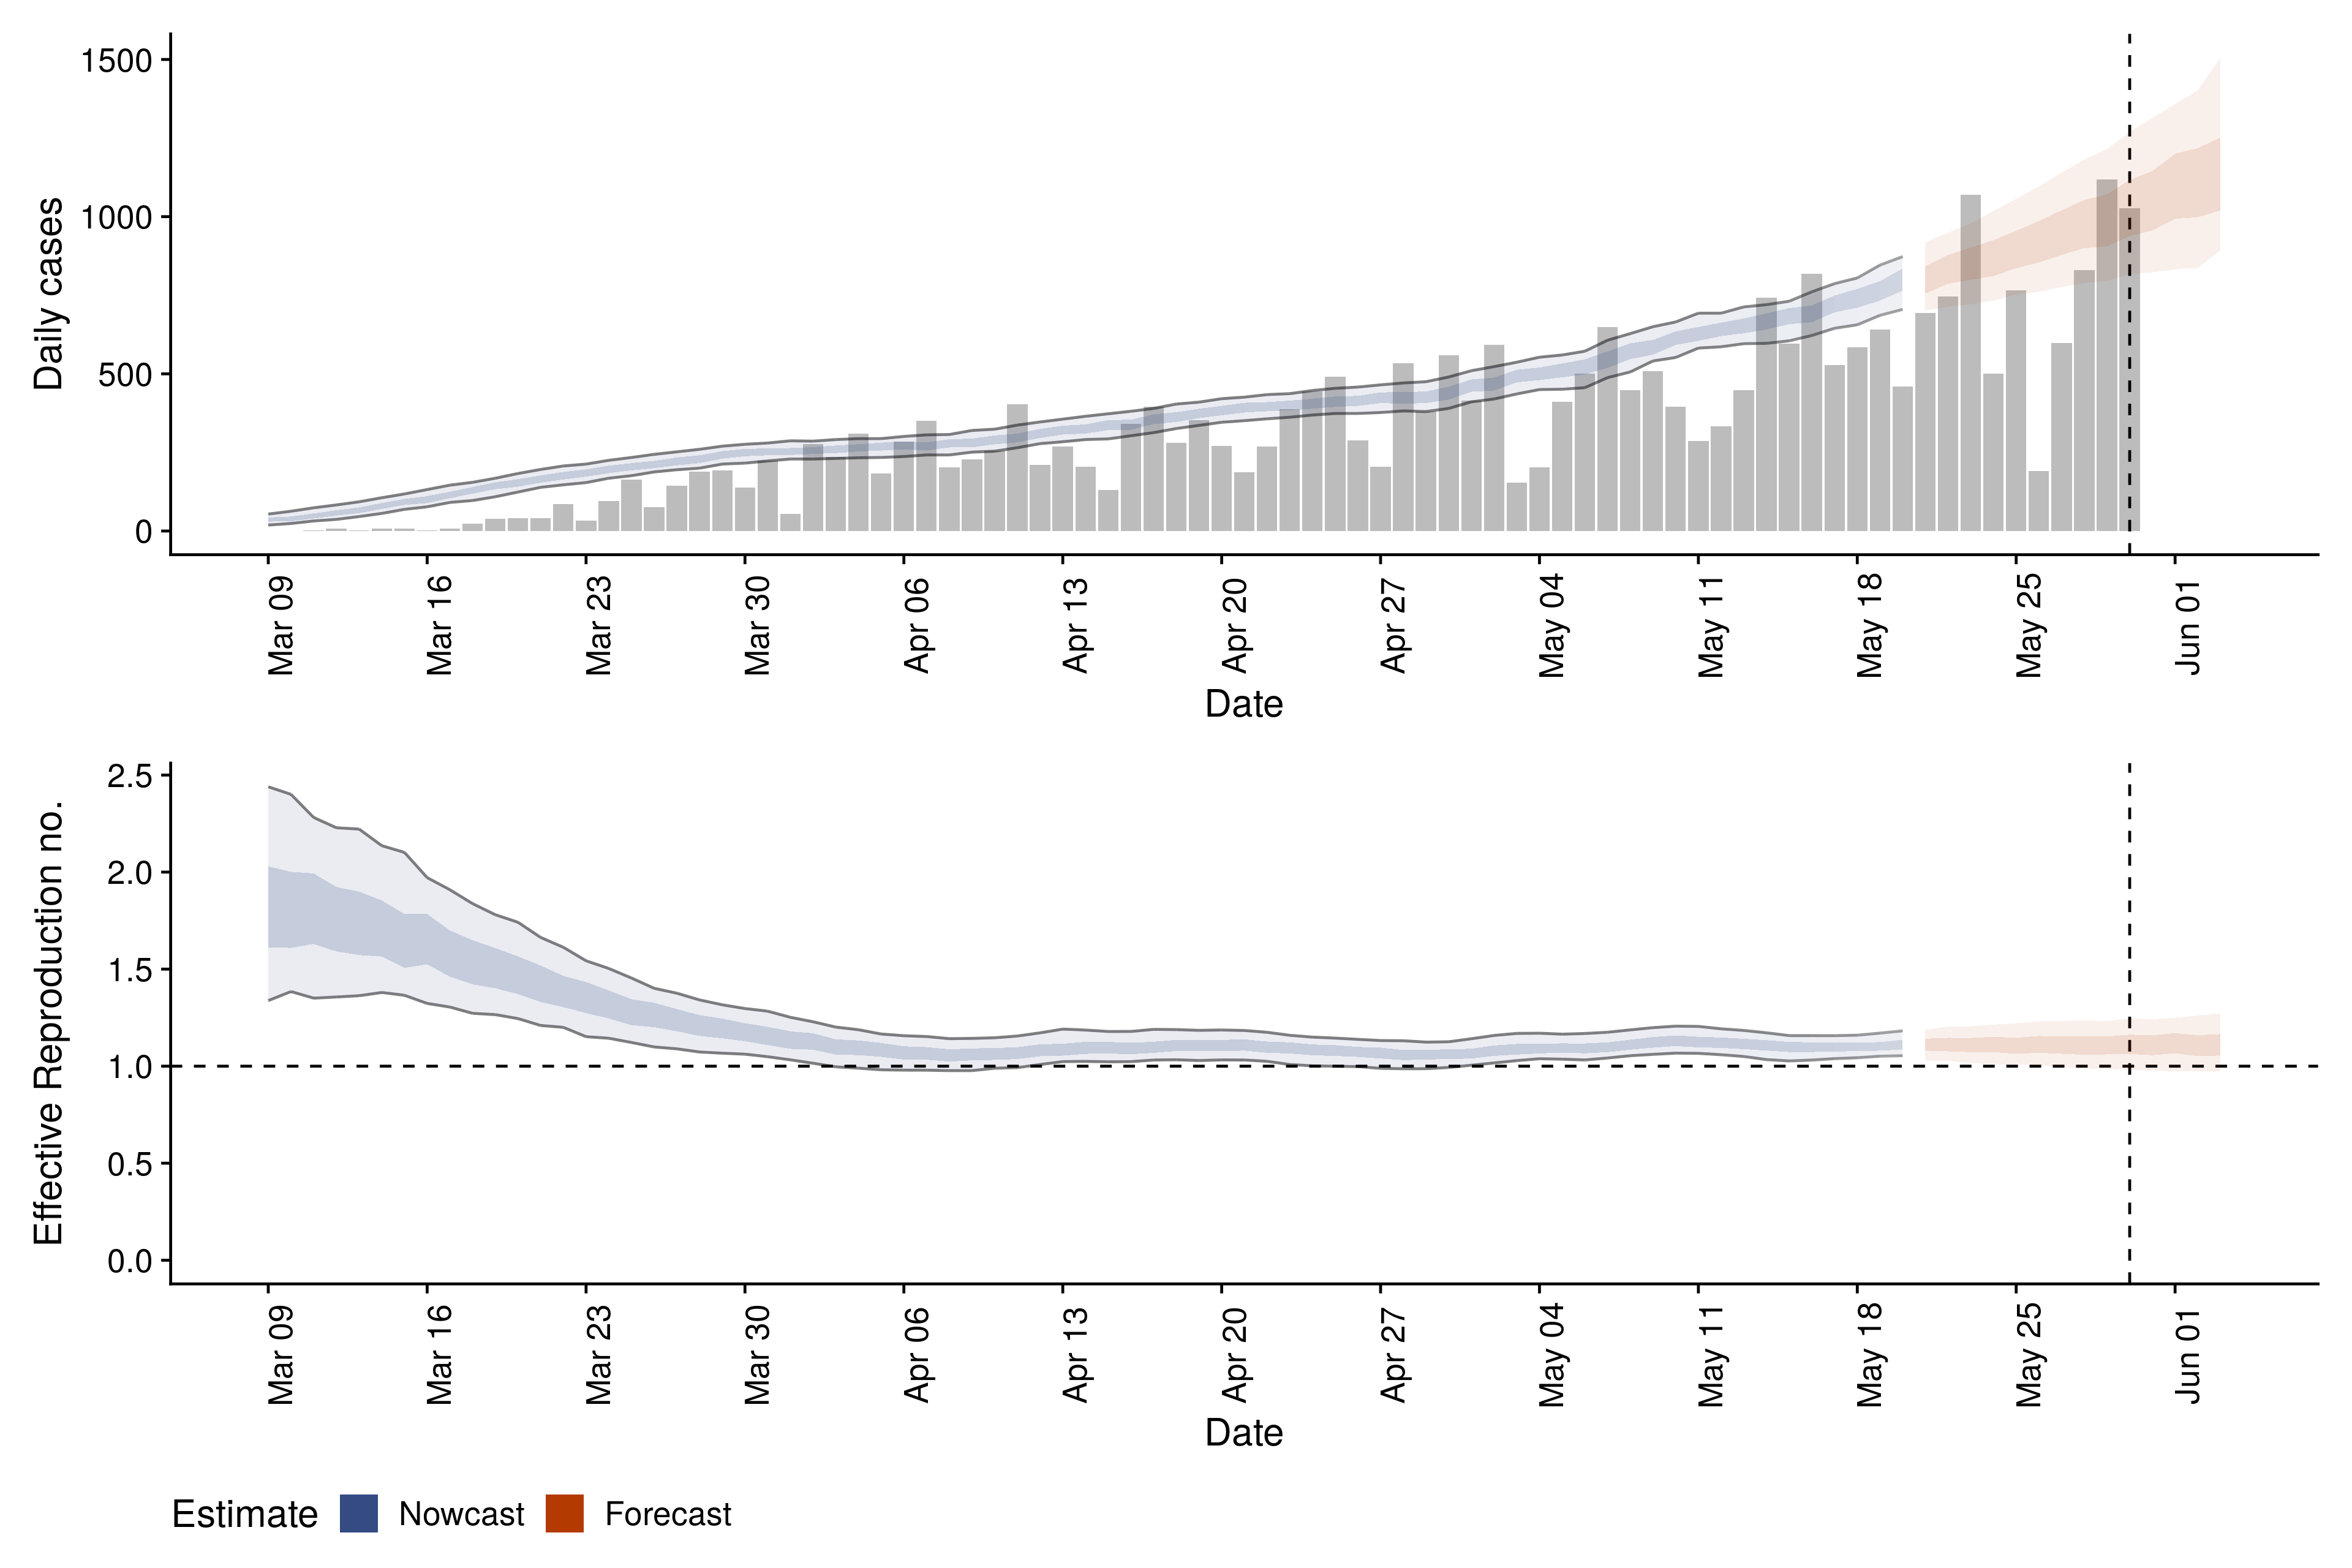 Daily cases
1500
1000
500
0
Mar 09
Mar 16
Mar 23
Mar 30
Apr 06
Apr 13
Apr 20
Apr 27
May 04
May 11
May 18
May 25
Jun 01
Date
Effective Reproduction no.
2.5
2.0
1.5
1.0
0.5
0.0
Mar 09
Mar 16
Mar 23
Mar 30
Apr 06
Apr 13
Apr 20
Apr 27
May 04
May 11
May 18
May 25
Jun 01
Date
Estimate Nowcast Forecast